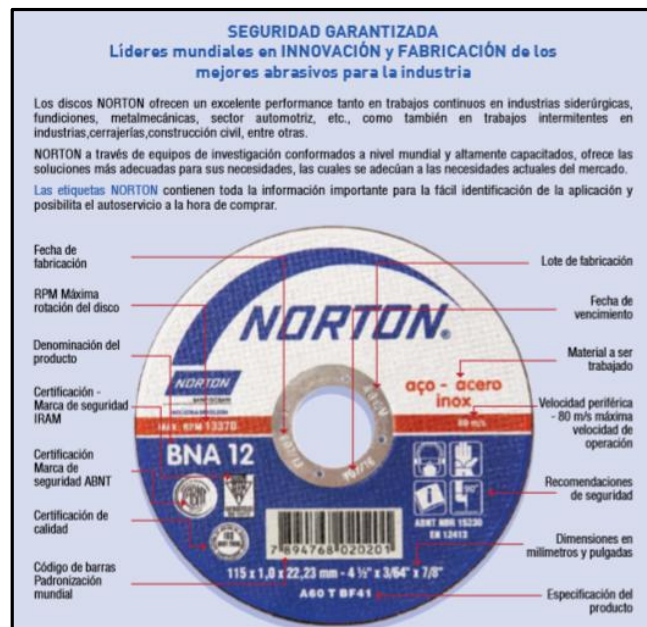 SEGURIDAD GARANTIZADA
Líderes mundiales en INNOVACIÓN y FABRICACIÓN de los
mejores abrasivos para la industria
Los discos NORTON ofrecen un excelente performance tanto en trabajos continuos en industrias siderúrgicas,
fundiciones, metalmecánicas, sector automotriz, etc., como también en trabajos intermitentes en
industrias,cerrajerías,construcción civil, entre otras.
NORTON a través de equipos de investigación conformados a nivel mundial y altamente capacitados, ofrece las
soluciones más adecuadas para sus necesidades, las cuales se adecúan a las necesidades actuales del mercado.
Las etiquetas NORTON contienen toda la información importante para la fácil identificación de la aplicación y
posibilita el autoservicio a la hora de comprar.
Fecha de
fabricación
RPM Máxima
rotación del disco
Denominación del
producto
Certificación -
Marca de seguridad
IRAM
Certificación
Marca de
seguridad ABNT
Certificación de
calidad
Código de barras
Padronización
mundial
NORTON®
NORTON
aço - acero
inox
MAX. RPM 13370
80 m/s
BNA 12
ABNT NBR 15230
EN 12413
7 894768 020201
115 x 1,0 x 22,23 mm - 4 ½" x 3/64" x 7/8"
A60 T BF41
Lote de fabricación
Fecha de
vencimiento
Material a ser
trabajado
Velocidad periférica
- 80 m/s máxima
velocidad de
operación
Recomendaciones
de seguridad
Dimensiones en
milímetros y pulgadas
Especificación del
producto